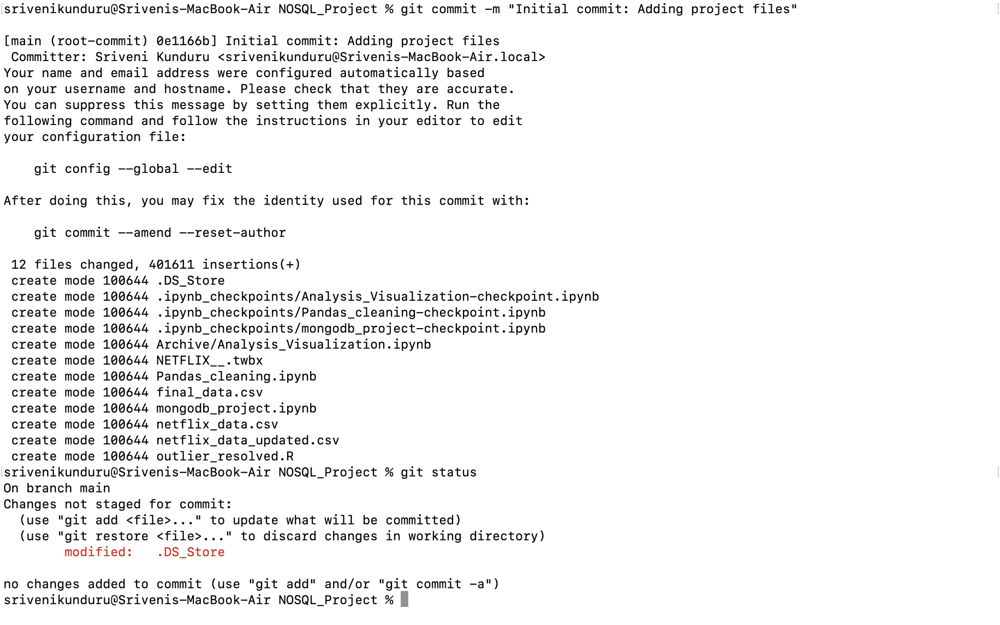 [srivenikunduru@Srivenis-MacBook-Air NOSQL_Project % git commit -m "Initial commit: Adding project files" ]
[main (root-commit) 0e1166b] Initial commit: Adding project files
 Committer: Sriveni Kunduru <srivenikunduru@Srivenis-MacBook-Air.local>
Your name and email address were configured automatically based
on your username and hostname. Please check that they are accurate.
You can suppress this message by setting them explicitly. Run the
following command and follow the instructions in your editor to edit
your configuration file:
    git config --global --edit
After doing this, you may fix the identity used for this commit with:
    git commit --amend --reset-author
 12 files changed, 401611 insertions(+)
 create mode 100644 .DS_Store
 create mode 100644 .ipynb_checkpoints/Analysis_Visualization-checkpoint.ipynb
 create mode 100644 .ipynb_checkpoints/Pandas_cleaning-checkpoint.ipynb
 create mode 100644 .ipynb_checkpoints/mongodb_project-checkpoint.ipynb
 create mode 100644 Archive/Analysis_Visualization.ipynb
 create mode 100644 NETFLIX__.twbx
 create mode 100644 Pandas_cleaning.ipynb
 create mode 100644 final_data.csv
 create mode 100644 mongodb_project.ipynb
 create mode 100644 netflix_data.csv
 create mode 100644 netflix_data_updated.csv
 create mode 100644 outlier_resolved.R
[srivenikunduru@Srivenis-MacBook-Air NOSQL_Project % git status ]
On branch main
Changes not staged for commit:
  (use "git add <file>..." to update what will be committed)
  (use "git restore <file>..." to discard changes in working directory)
        modified:   .DS_Store
no changes added to commit (use "git add" and/or "git commit -a")
srivenikunduru@Srivenis-MacBook-Air NOSQL_Project %